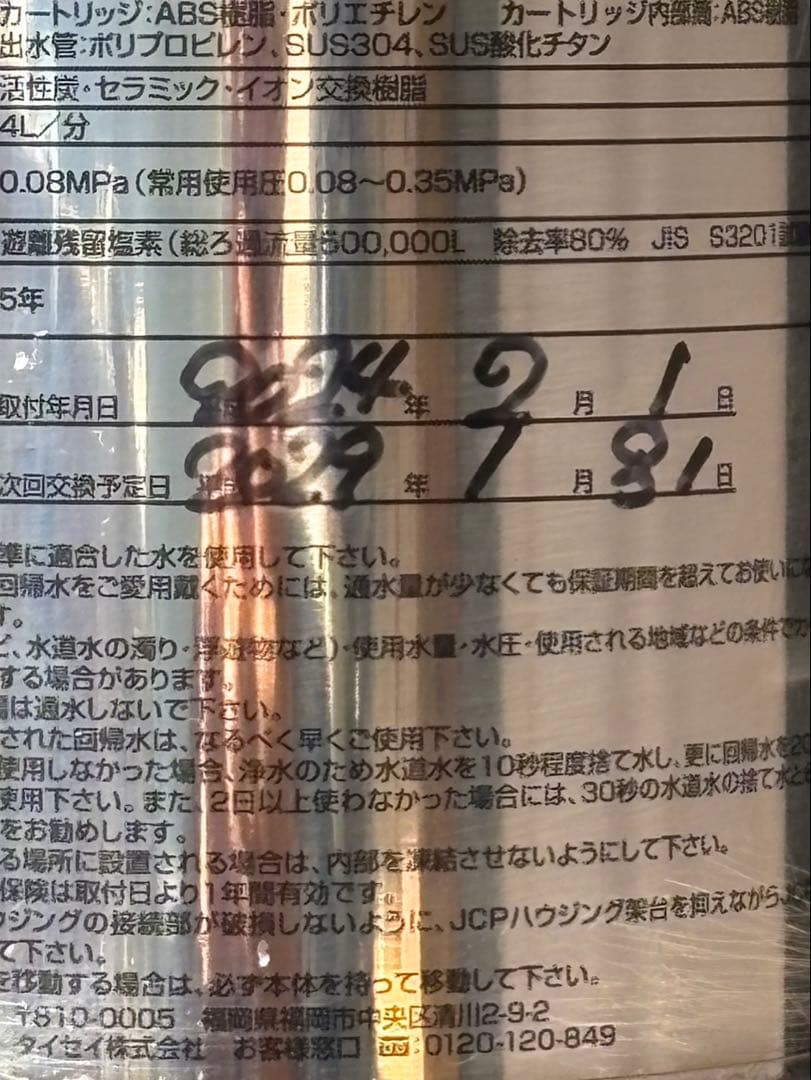 カートリッジ:ABS樹脂・ポリエチレン カートリッジ内部筒:ABS樹脂
出水管:ポリプロピレン、SUS304、SUS酸化チタン
活性炭・セラミック・イオン交換樹脂
4L/分
0.08MPa(常用使用圧0.08〜0.35MPa)
遊離残留塩素(総ろ過流量500,000L 除去率80% JIS S3201試
5年
取付年月日 2024年 2月 1日
次回交換予定日 2029年 1月 31日
準に適合した水を使用して下さい。
回帰水をご愛用戴くためには、通水量が少なくても保証期間を超えてお使いに
す。
ど、水道水の濁り・浮遊物など)・使用水量・水圧・使用される地域などの条件で
する場合があります。
は通水しないで下さい。
された回帰水は、なるべく早くご使用下さい。
使用しなかった場合、浄水のため水道水を10秒程度捨て水し、更に回帰水を2
使用下さい。また、2日以上使わなかった場合には、30秒の水道水の捨て水と
をお勧めします。
る場所に設置される場合は、内部を凍結させないようにして下さい。
保険は取付日より1年間有効です。
ウジングの接続部が破損しないように、JCPハウジング架台を抑えながら
て下さい。
を移動する場合は、必ず本体を持って移動して下さい。
〒810-0005 福岡県福岡市中央区清川2-9-2
タイセイ株式会社 お客様窓口 :0120-120-849